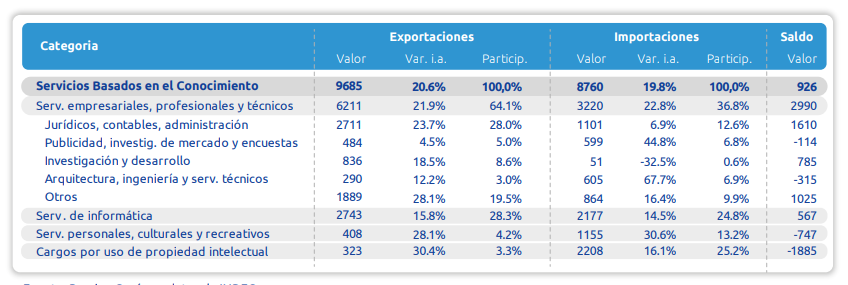 Categoria Exportaciones Importaciones Saldo
Valor Var. i.a. Particip. Valor Var. i.a. Particip. Valor
Servicios Basados en el Conocimiento 9685 20.6% 100,0% 8760 19.8% 100,0% 926
Serv. empresariales, profesionales y técnicos 6211 21.9% 64.1% 3220 22.8% 36.8% 2990
Jurídicos, contables, administración 2711 23.7% 28.0% 1101 6.9% 12.6% 1610
Publicidad, investig. de mercado y encuestas 484 4.5% 5.0% 599 44.8% 6.8% -114
Investigación y desarrollo 836 18.5% 8.6% 51 -32.5% 0.6% 785
Arquitectura, ingeniería y serv. técnicos 290 12.2% 3.0% 605 67.7% 6.9% -315
Otros 1889 28.1% 19.5% 864 16.4% 9.9% 1025
Serv. de informática 2743 15.8% 28.3% 2177 14.5% 24.8% 567
Serv. personales, culturales y recreativos 408 28.1% 4.2% 1155 30.6% 13.2% -747
Cargos por uso de propiedad intelectual 323 30.4% 3.3% 2208 16.1% 25.2% -1885